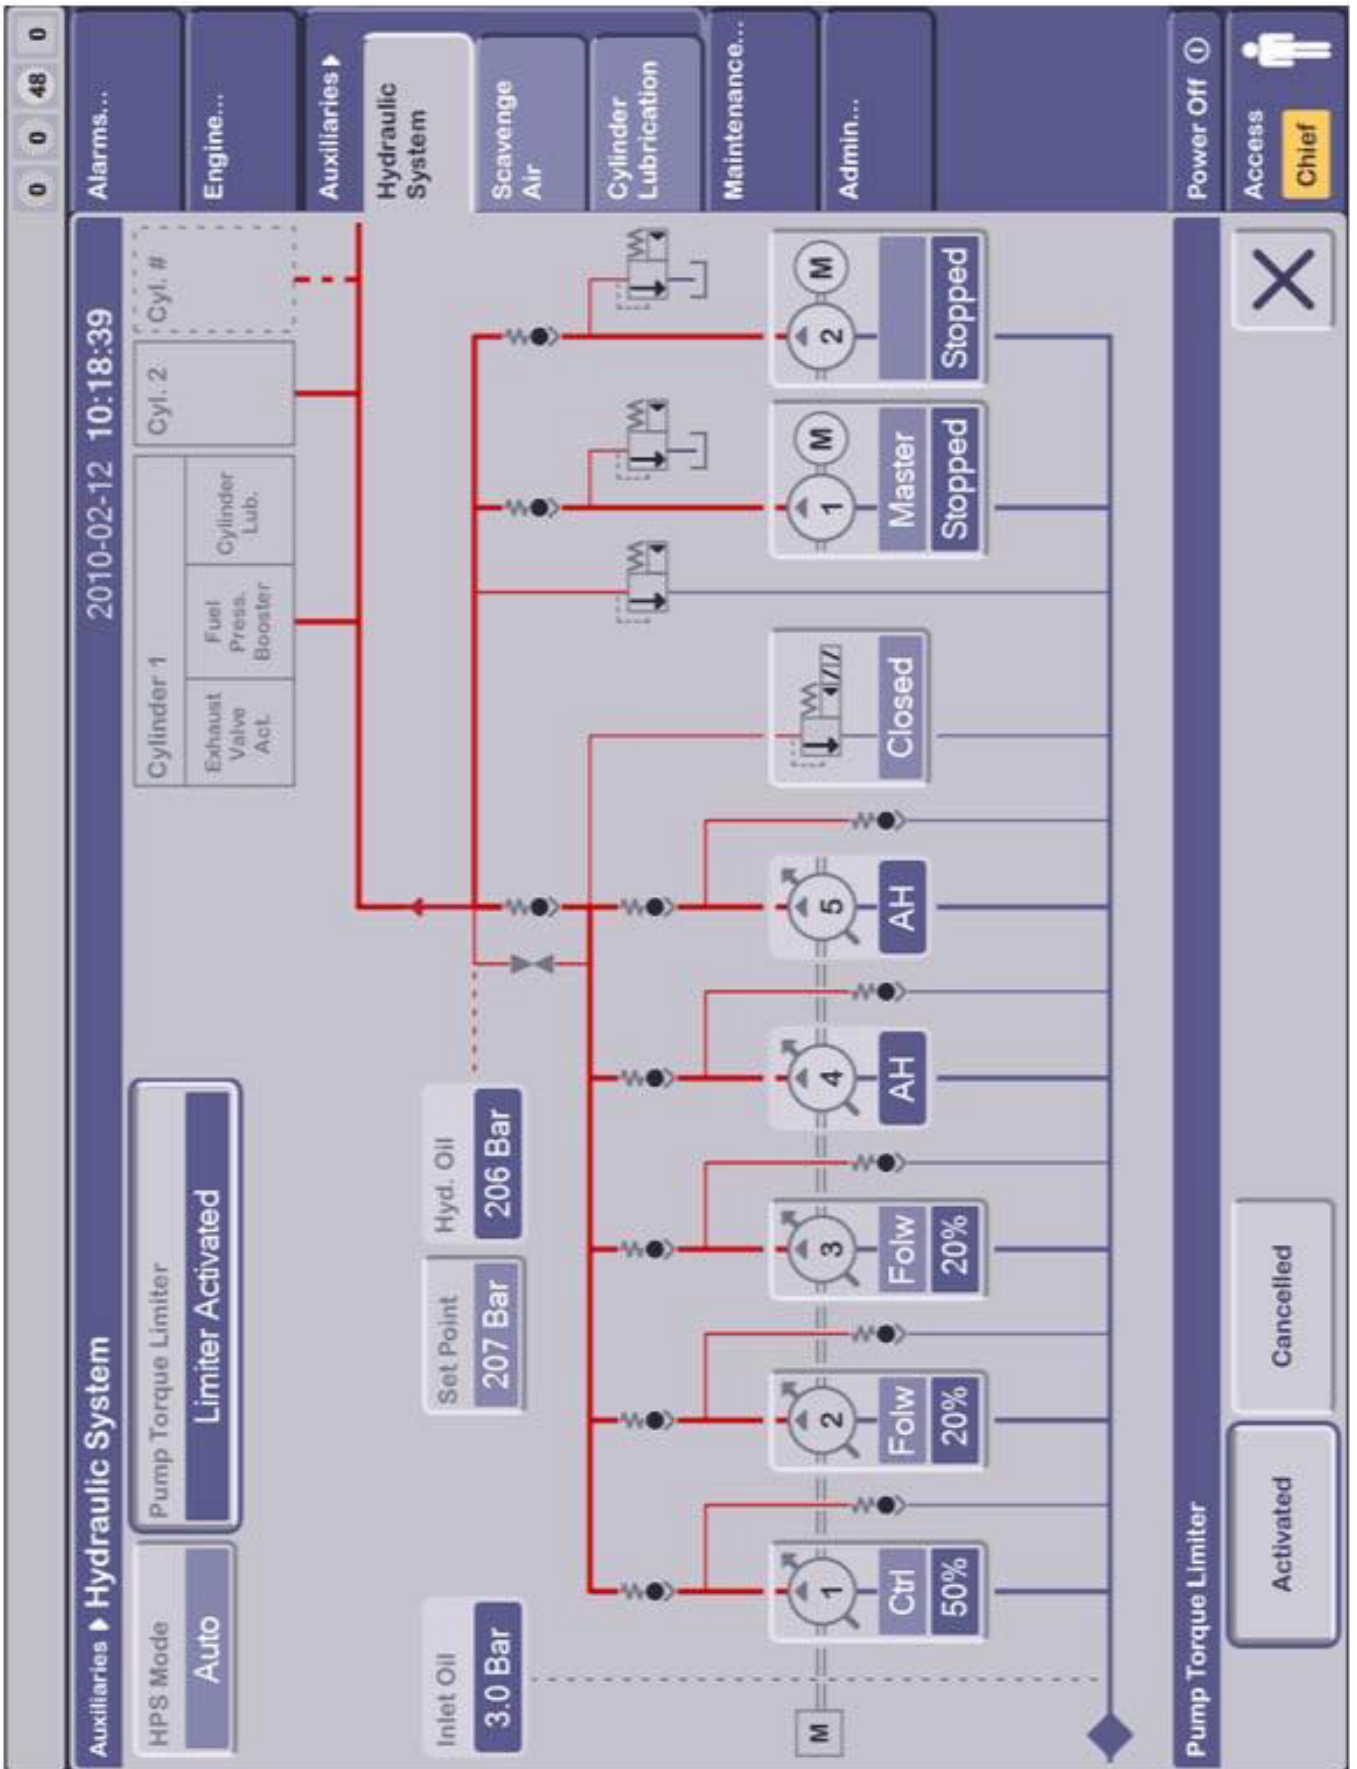 0 0 48 0
Auxiliaries ▶ Hydraulic System
2010-02-12 10:18:39
Alarms...
Engine...
Auxiliaries ▶
Hydraulic
System
Scavenge
Air
Cylinder
Lubrication
Maintenance...
Admin...
Power Off
Access
Chief
HPS Mode
Auto
Pump Torque Limiter
Limiter Activated
Cylinder 1
Exhaust
Valve
Act.
Fuel
Press.
Booster
Cylinder
Lub.
Cyl. 2
Cyl. #
Inlet Oil
3.0 Bar
Set Point
207 Bar
Hyd. Oil
206 Bar
M
1
Ctrl
50%
2
Folw
20%
3
Folw
20%
4
AH
5
AH
Closed
1 M
Master
Stopped
2 M
Stopped
Pump Torque Limiter
Activated
Cancelled